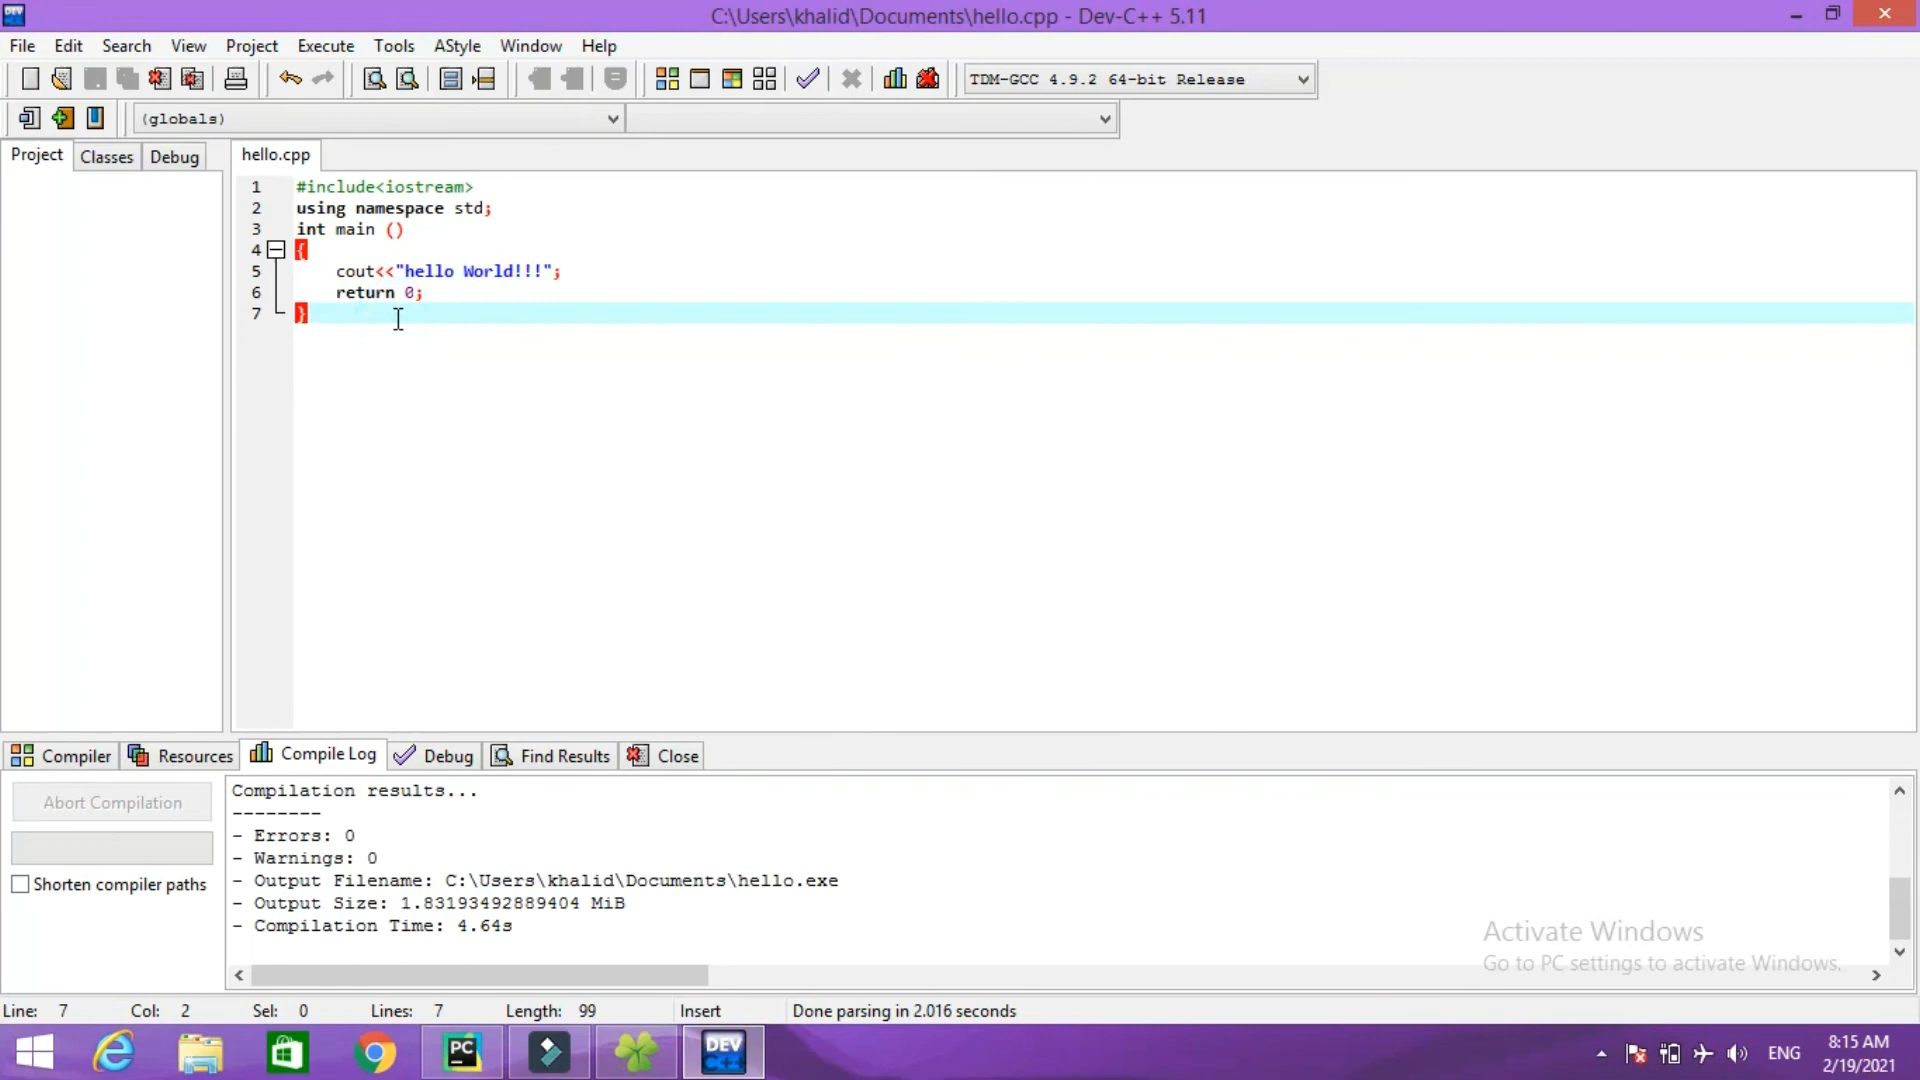 DEV
C:\Users\khalid\Documents\hello.cpp - Dev-C++ 5.11
File Edit Search View Project Execute Tools AStyle Window Help
TDM-GCC 4.9.2 64-bit Release
(globals)
Project Classes Debug
hello.cpp
1 #include<iostream>
2 using namespace std;
3 int main ()
4 {
5 cout<<"hello World!!!";
6 return 0;
7 }
Compiler Resources Compile Log Debug Find Results Close
Abort Compilation
Shorten compiler paths
Compilation results...
--------
- Errors: 0
- Warnings: 0
- Output Filename: C:\Users\khalid\Documents\hello.exe
- Output Size: 1.83193492889404 MiB
- Compilation Time: 4.64s
Activate Windows
Go to PC settings to activate Windows.
Line: 7 Col: 2 Sel: 0 Lines: 7 Length: 99 Insert Done parsing in 2.016 seconds
PC
DEV
C++
ENG
8:15 AM
2/19/2021